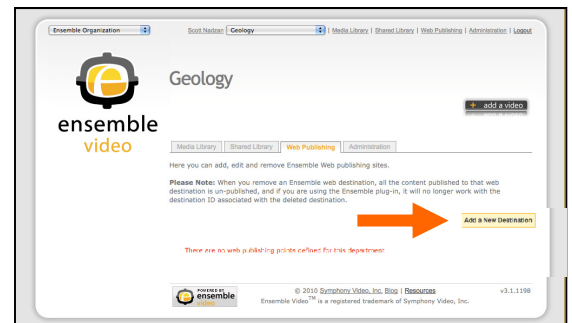 Ensemble Organization Scott Nadzan Geology | Media Library | Shared Library | Web Publishing | Administration | Logout
Geology
+ add a video
ensemble
video
Media Library Shared Library Web Publishing Administration
Here you can add, edit and remove Ensemble Web publishing sites.
Please Note: When you remove an Ensemble web destination, all the content published to that web
destination is un-published, and if you are using the Ensemble plug-in, it will no longer work with the
destination ID associated with the deleted destination.
Add a New Destination
There are no web publishing points defined for this department
POWERED BY
ensemble
video
© 2010 Symphony Video, Inc. Blog | Resources v3.1.1198
Ensemble Video™ is a registered trademark of Symphony Video, Inc.